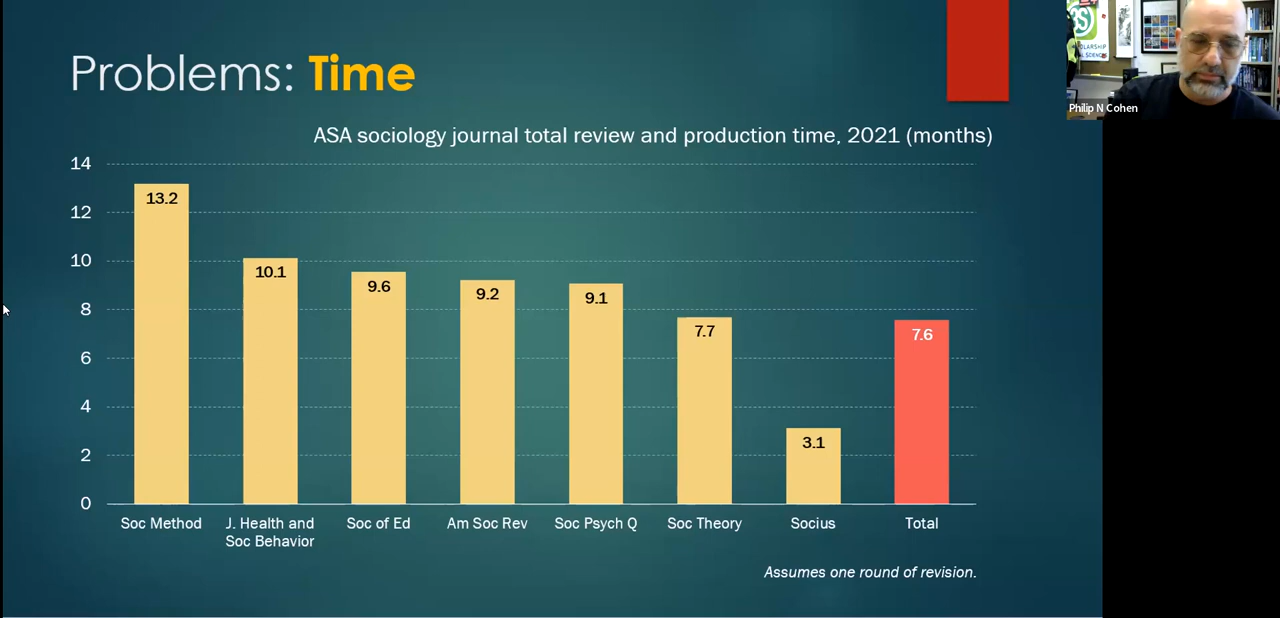 Problems: Time
ASA sociology journal total review and production time, 2021 (months)
14
12
10
8
6
4
2
0
13.2
10.1
9.6
9.2
9.1
7.7
3.1
7.6
Soc Method
J. Health and
Soc Behavior
Soc of Ed
Am Soc Rev
Soc Psych Q
Soc Theory
Socius
Total
Assumes one round of revision.
Philip N Cohen